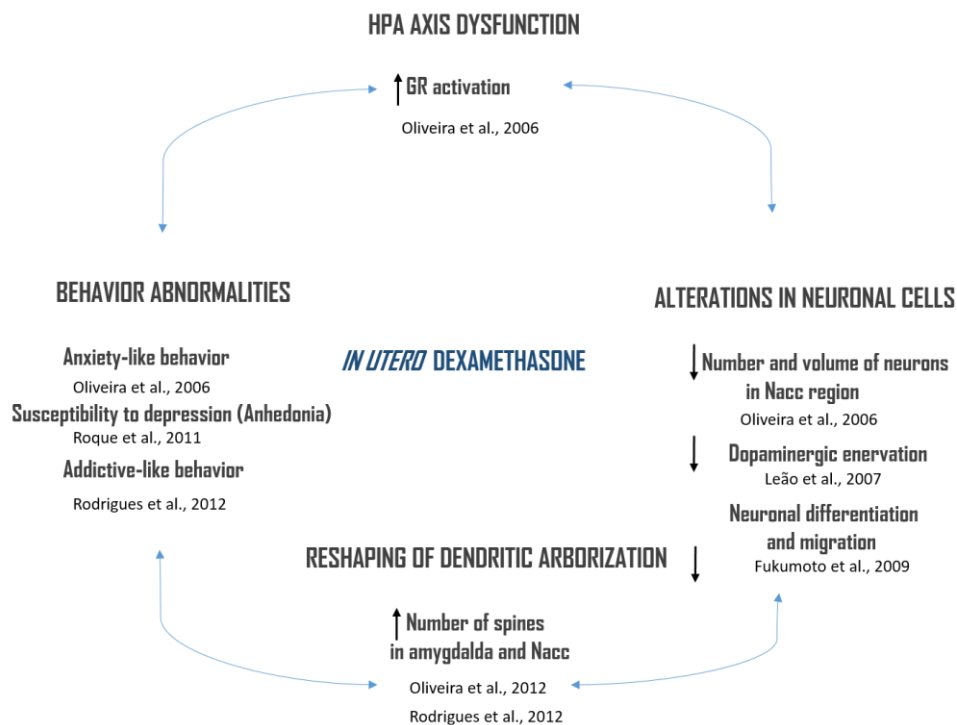 HPA AXIS DYSFUNCTION
GR activation
Oliveira et al., 2006
BEHAVIOR ABNORMALITIES
Anxiety-like behavior
Oliveira et al., 2006
Susceptibility to depression (Anhedonia)
Roque et al., 2011
Addictive-like behavior
Rodrigues et al., 2012
IN UTERO DEXAMETHASONE
ALTERATIONS IN NEURONAL CELLS
Number and volume of neurons
in Nacc region
Oliveira et al., 2006
Dopaminergic enervation
Leão et al., 2007
Neuronal differentiation
and migration
Fukumoto et al., 2009
RESHAPING OF DENDRITIC ARBORIZATION
Number of spines
in amygdalda and Nacc
Oliveira et al., 2012
Rodrigues et al., 2012